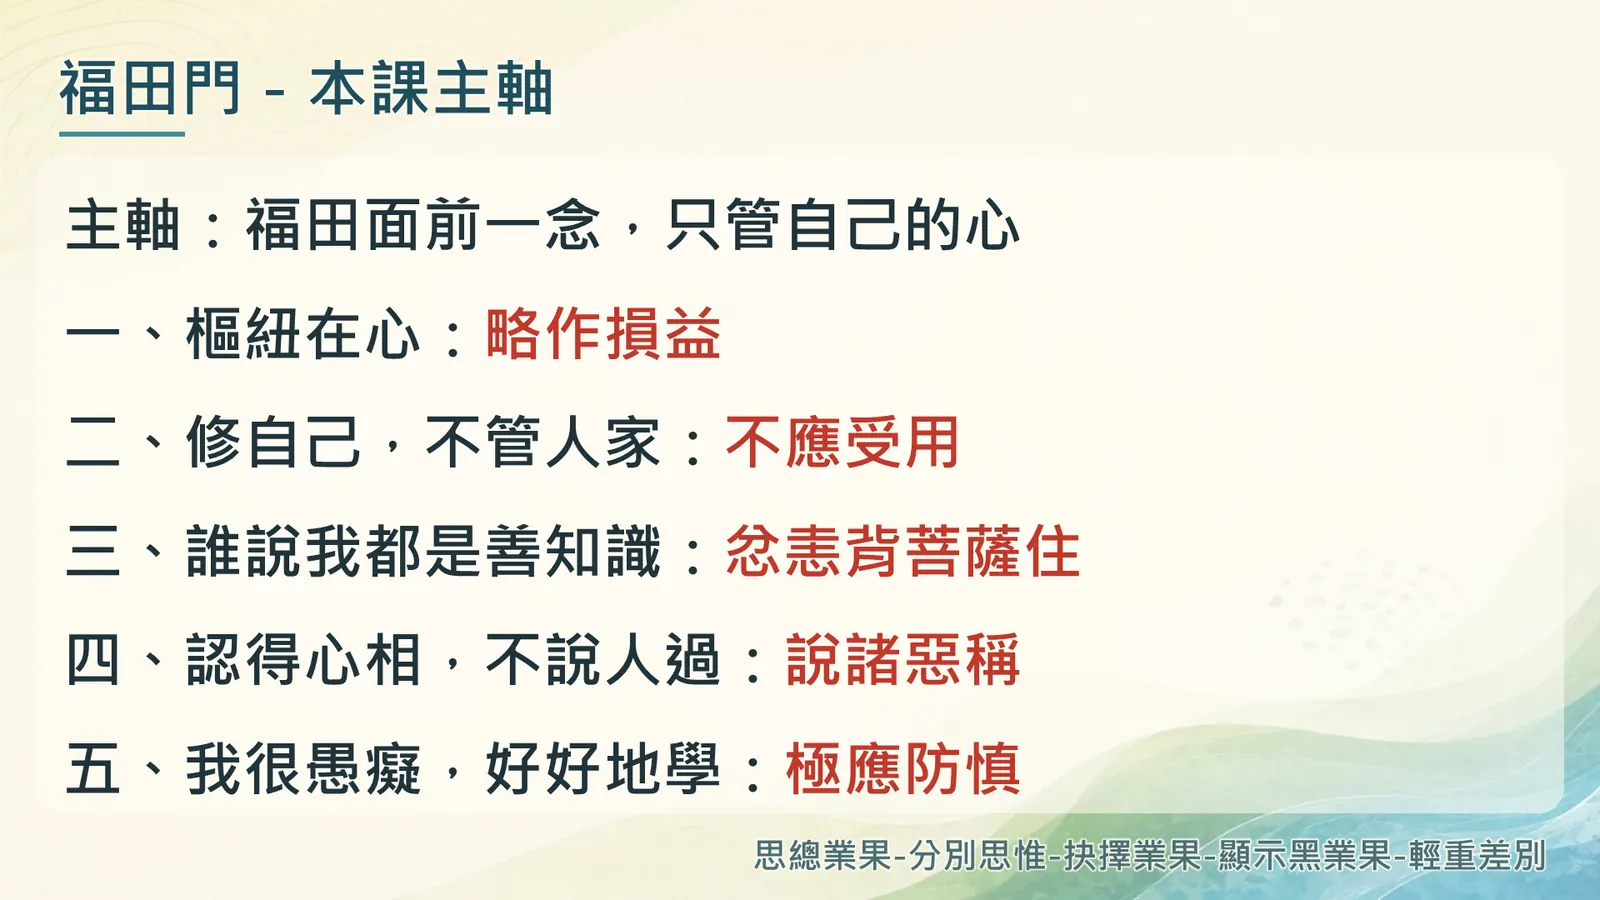 福田門 - 本課主軸
主軸：福田面前一念，只管自己的心
一、樞紐在心：略作損益
二、修自己，不管人家：不應受用
三、誰說我都是善知識：忿恚背菩薩住
四、認得心相，不說人過：說諸惡稱
五、我很愚癡，好好地學：極應防慎
思總業果-分別思惟-抉擇業果-顯示黑業果-輕重差別